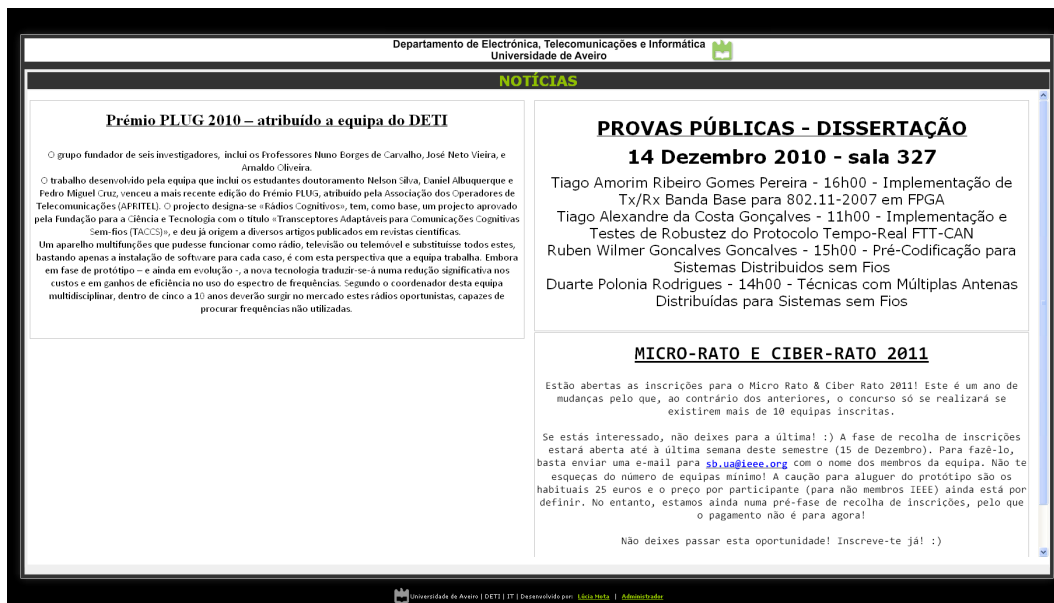 Departamento de Electrónica, Telecomunicações e Informática
Universidade de Aveiro
NOTÍCIAS
Prémio PLUG 2010 – atribuído a equipa do DETI
O grupo fundador de seis investigadores, inclui os Professores Nuno Borges de Carvalho, José Neto Vieira, e
Arnaldo Oliveira.
O trabalho desenvolvido pela equipa que inclui os estudantes doutoramento Nelson Silva, Daniel Albuquerque e
Pedro Miguel Cruz, venceu a mais recente edição do Prémio PLUG, atribuído pela Associação dos Operadores de
Telecomunicações (APRITEL). O projecto designa-se «Rádios Cognitivos», tem, como base, um projecto aprovado
pela Fundação para a Ciência e Tecnologia com o título «Transceptores Adaptáveis para Comunicações Cognitivas
Sem-fios (TACCS)», e deu já origem a diversos artigos publicados em revistas científicas.
Um aparelho multifunções que pudesse funcionar como rádio, televisão ou telemóvel e substituísse todos estes,
bastando apenas a instalação de software para cada caso, é com esta perspectiva que a equipa trabalha. Embora
em fase de protótipo – e ainda em evolução -, a nova tecnologia traduzir-se-á numa redução significativa nos
custos e em ganhos de eficiência no uso do espectro de frequências. Segundo o coordenador desta equipa
multidisciplinar, dentro de cinco a 10 anos deverão surgir no mercado estes rádios oportunistas, capazes de
procurar frequências não utilizadas.
PROVAS PÚBLICAS - DISSERTAÇÃO
14 Dezembro 2010 - sala 327
Tiago Amorim Ribeiro Gomes Pereira - 16h00 - Implementação de
Tx/Rx Banda Base para 802.11-2007 em FPGA
Tiago Alexandre da Costa Gonçalves - 11h00 - Implementação e
Testes de Robustez do Protocolo Tempo-Real FTT-CAN
Ruben Wilmer Goncalves Goncalves - 15h00 - Pré-Codificação para
Sistemas Distribuidos sem Fios
Duarte Polonia Rodrigues - 14h00 - Técnicas com Múltiplas Antenas
Distribuídas para Sistemas sem Fios
MICRO-RATO E CIBER-RATO 2011
Estão abertas as inscrições para o Micro Rato & Ciber Rato 2011! Este é um ano de
mudanças pelo que, ao contrário dos anteriores, o concurso só se realizará se
existirem mais de 10 equipas inscritas.
Se estás interessado, não deixes para a última! :) A fase de recolha de inscrições
estará aberta até à última semana deste semestre (15 de Dezembro). Para fazê-lo,
basta enviar uma e-mail para sb.ua@ieee.org com o nome dos membros da equipa. Não te
esqueças do número de equipas mínimo! A caução para aluguer do protótipo são os
habituais 25 euros e o preço por participante (para não membros IEEE) ainda está por
definir. No entanto, estamos ainda numa pré-fase de recolha de inscrições, pelo que
o pagamento não é para agora!
Não deixes passar esta oportunidade! Inscreve-te já! :)
Universidade de Aveiro | DETI | IT | Desenvolvido por: Lúcia Mota | Administrador